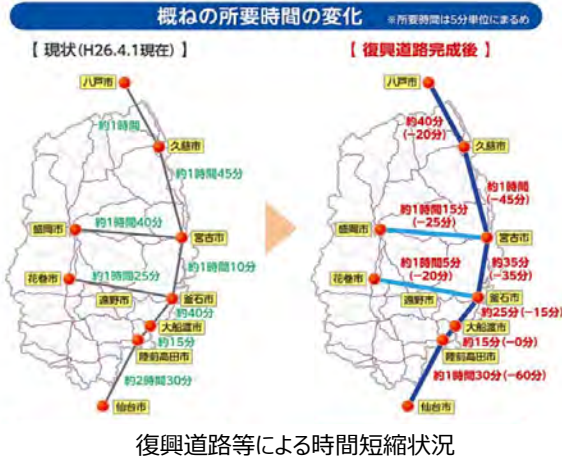 概ねの所要時間の変化 ※所要時間は5分単位にまるめ
【 現状(H26.4.1現在) 】
八戸市
約1時間
久慈市
約1時間45分
盛岡市
約1時間40分
宮古市
約1時間10分
花巻市
約1時間25分
遠野市
釜石市
約40分
大船渡市
約15分
陸前高田市
約2時間30分
仙台市
【 復興道路完成後 】
八戸市
約40分
(−20分)
久慈市
約1時間
(−45分)
盛岡市
約1時間15分
(−25分)
宮古市
約35分
(−35分)
花巻市
約1時間5分
(−20分)
遠野市
釜石市
約25分(−15分)
大船渡市
約15分(−0分)
陸前高田市
約1時間30分(−60分)
仙台市
復興道路等による時間短縮状況